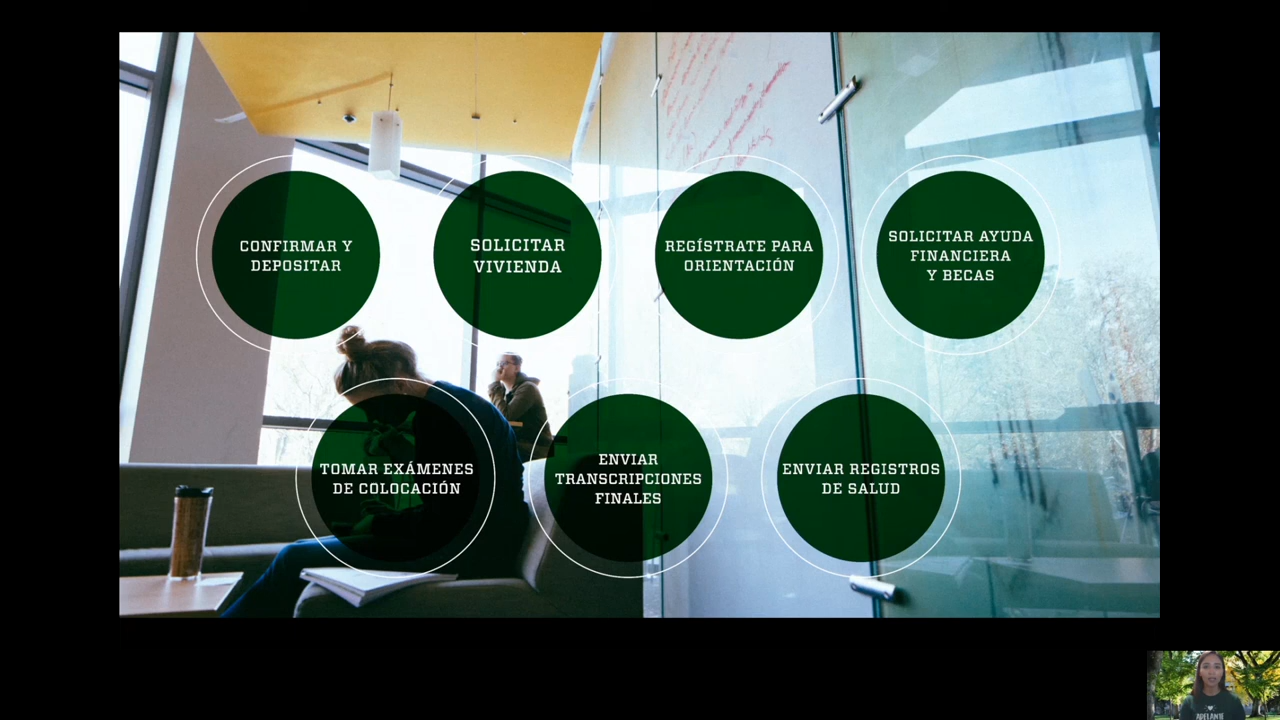 CONFIRMAR Y
DEPOSITAR
SOLICITAR
VIVIENDA
REGÍSTRATE PARA
ORIENTACIÓN
SOLICITAR AYUDA
FINANCIERA
Y BECAS
TOMAR EXÁMENES
DE COLOCACIÓN
ENVIAR
TRANSCRIPCIONES
FINALES
ENVIAR REGISTROS
DE SALUD
ADELANTE